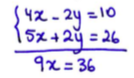 4x - 2y = 10
5x + 2y = 26
9x = 36